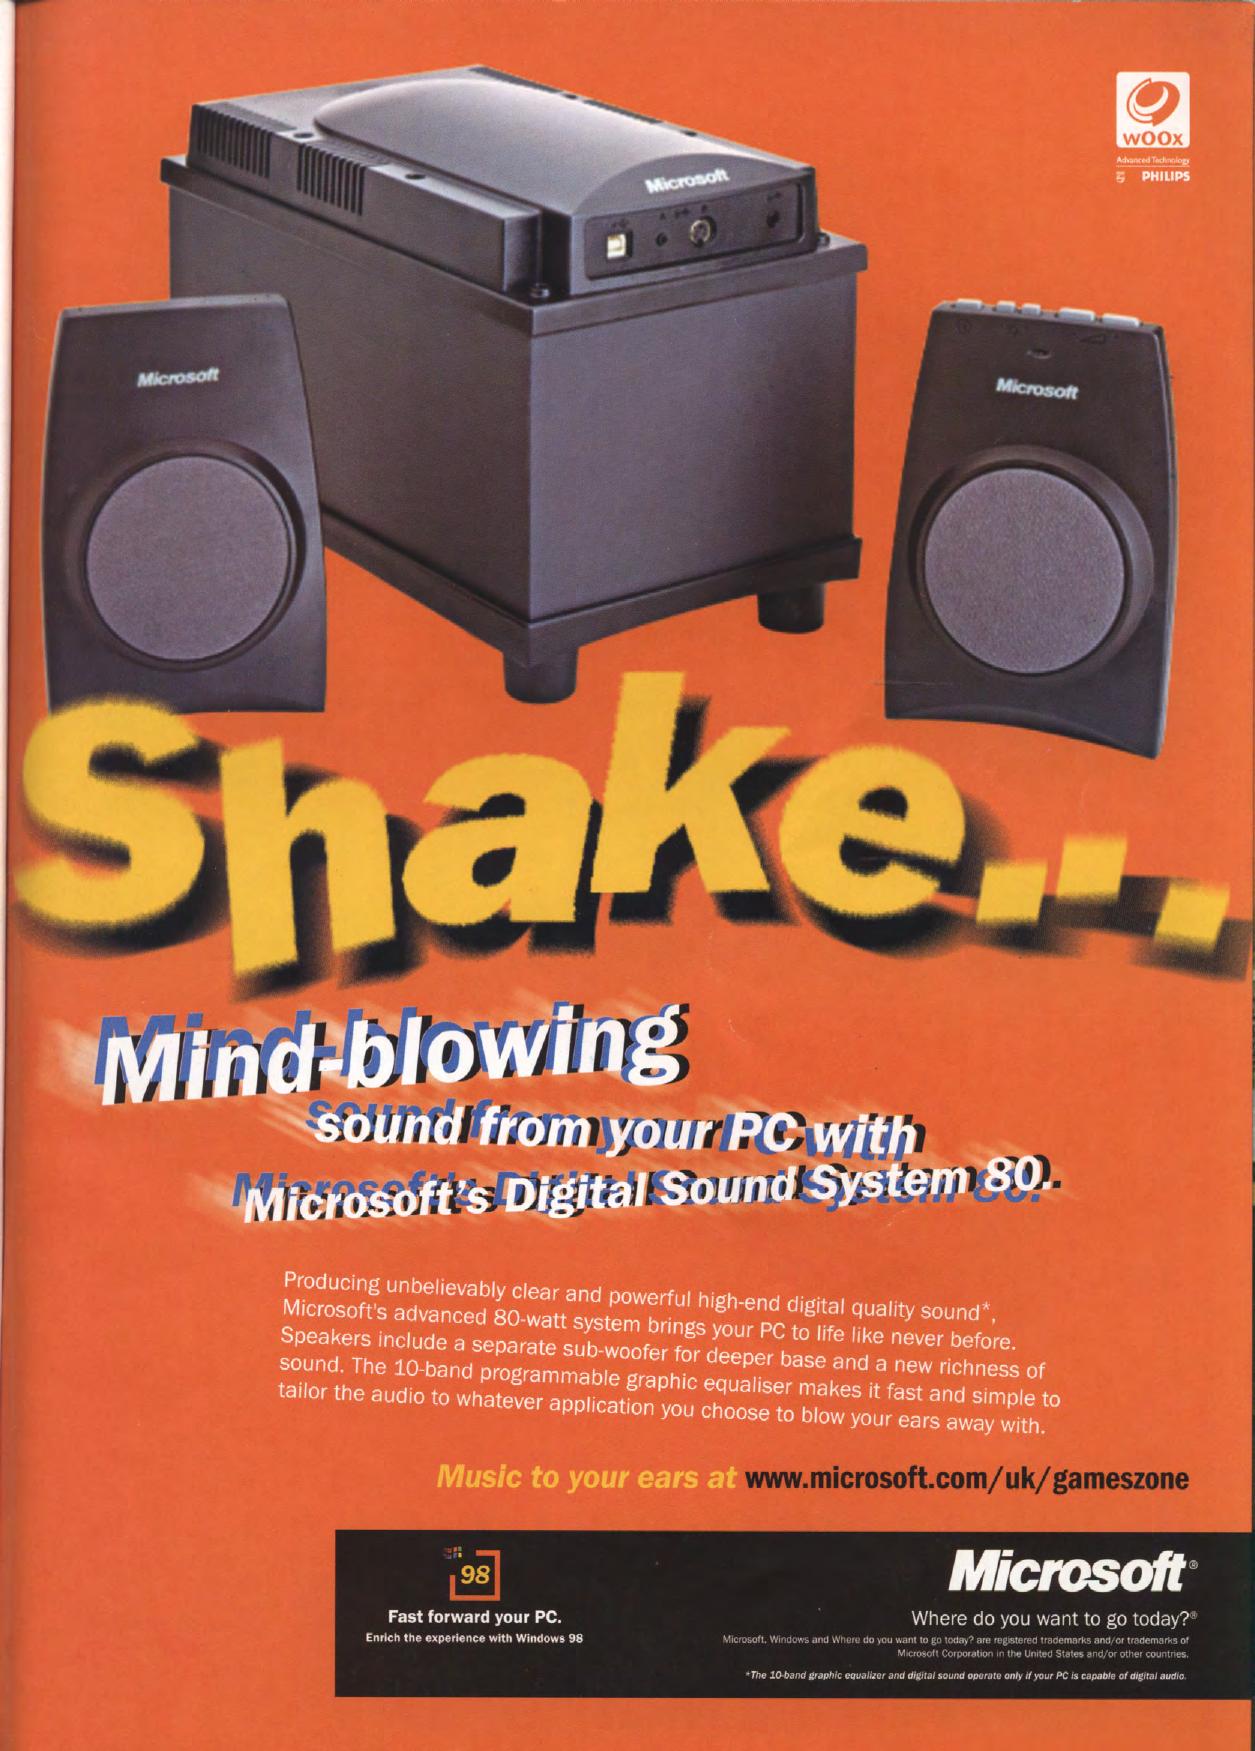 wOOx
Advanced Technology
PHILIPS
Microsoft
Microsoft
Microsoft
Shake...
Mind-blowing
sound from your PC with
Microsoft's Digital Sound System 80.
Producing unbelievably clear and powerful high-end digital quality sound*,
Microsoft's advanced 80-watt system brings your PC to life like never before.
Speakers include a separate sub-woofer for deeper base and a new richness of
sound. The 10-band programmable graphic equaliser makes it fast and simple to
tailor the audio to whatever application you choose to blow your ears away with.
Music to your ears at www.microsoft.com/uk/gameszone
98
Fast forward your PC.
Enrich the experience with Windows 98
Microsoft®
Where do you want to go today?®
Microsoft, Windows and Where do you want to go today? are registered trademarks and/or trademarks of
Microsoft Corporation in the United States and/or other countries.
*The 10-band graphic equalizer and digital sound operate only if your PC is capable of digital audio.